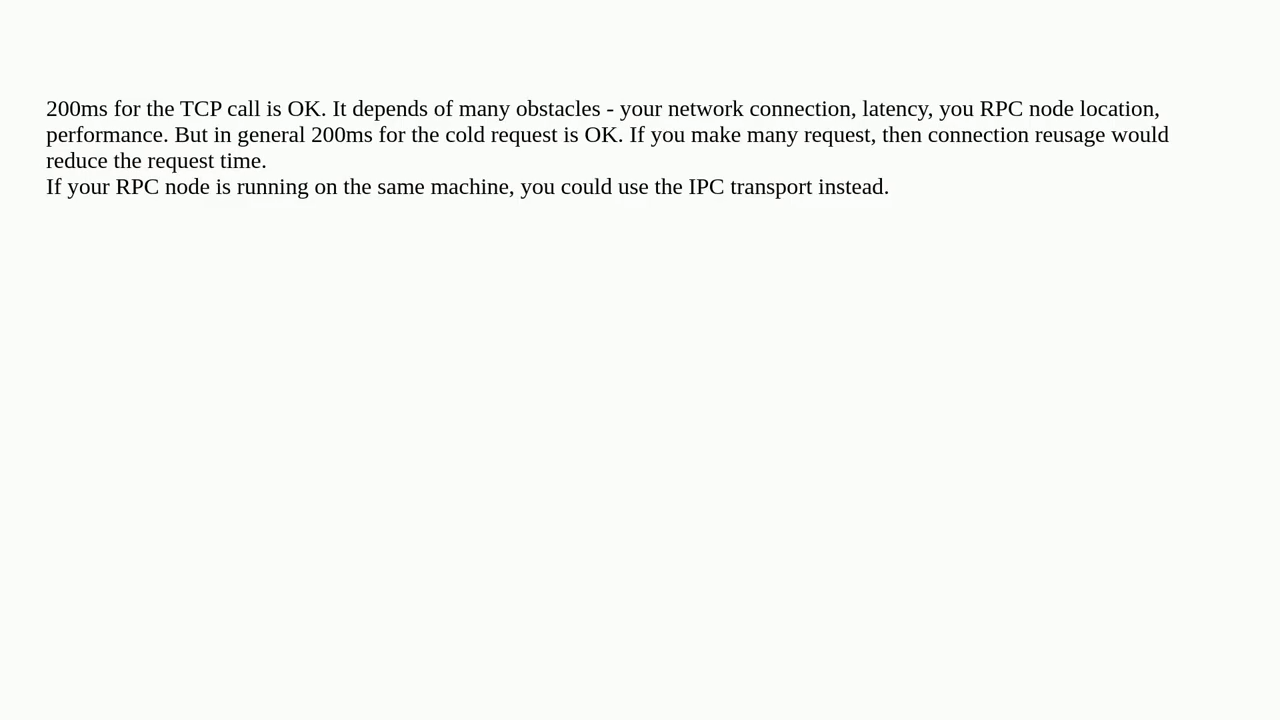 200ms for the TCP call is OK. It depends of many obstacles - your network connection, latency, you RPC node location,
performance. But in general 200ms for the cold request is OK. If you make many request, then connection reusage would
reduce the request time.
If your RPC node is running on the same machine, you could use the IPC transport instead.